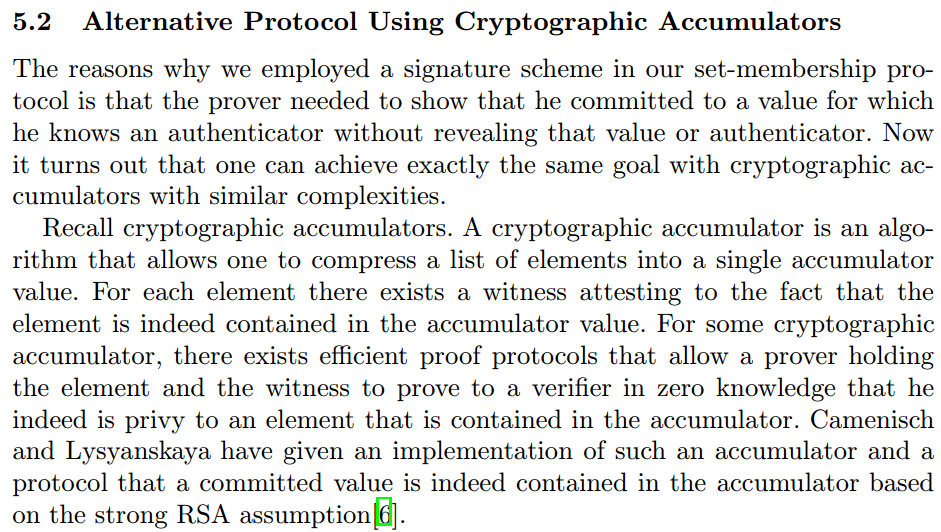 5.2 Alternative Protocol Using Cryptographic Accumulators
The reasons why we employed a signature scheme in our set-membership pro-
tocol is that the prover needed to show that he committed to a value for which
he knows an authenticator without revealing that value or authenticator. Now
it turns out that one can achieve exactly the same goal with cryptographic ac-
cumulators with similar complexities.
Recall cryptographic accumulators. A cryptographic accumulator is an algo-
rithm that allows one to compress a list of elements into a single accumulator
value. For each element there exists a witness attesting to the fact that the
element is indeed contained in the accumulator value. For some cryptographic
accumulator, there exists efficient proof protocols that allow a prover holding
the element and the witness to prove to a verifier in zero knowledge that he
indeed is privy to an element that is contained in the accumulator. Camenisch
and Lysyanskaya have given an implementation of such an accumulator and a
protocol that a committed value is indeed contained in the accumulator based
on the strong RSA assumption[6].